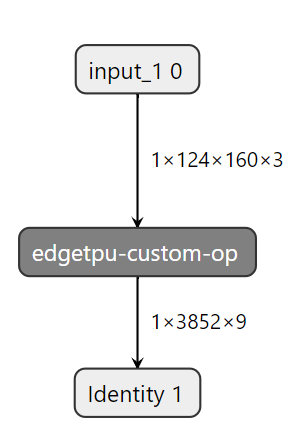 input_1 0
1×124×160×3
edgetpu-custom-op
1×3852×9
Identity 1